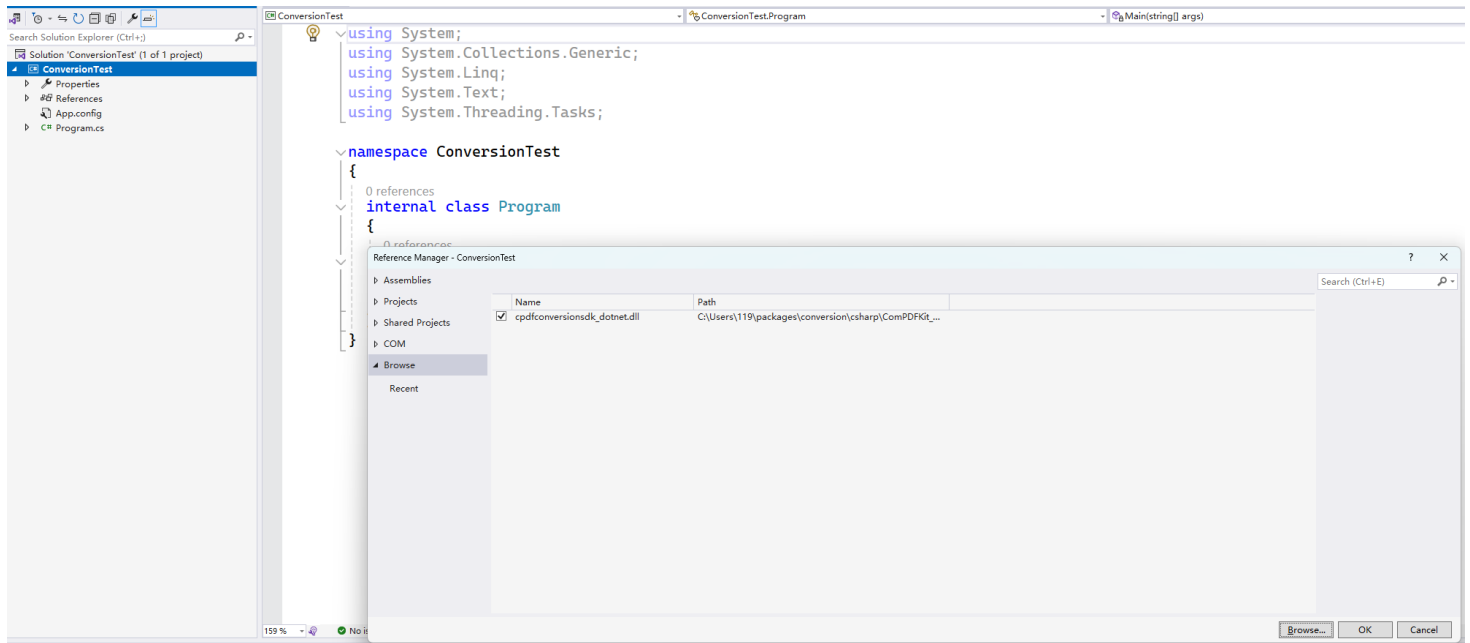 ConversionTest
ConversionTest.Program
Main(string[] args)
Search Solution Explorer (Ctrl+;)
Solution 'ConversionTest' (1 of 1 project)
C# ConversionTest
Properties
References
App.config
C# Program.cs
using System;
using System.Collections.Generic;
using System.Linq;
using System.Text;
using System.Threading.Tasks;
namespace ConversionTest
{
0 references
internal class Program
{
0 references
}
159 %
Reference Manager - ConversionTest
? X
Assemblies
Projects
Shared Projects
COM
Browse
Recent
Name Path
cpdfconversionsdk_dotnet.dll C:\Users\119\packages\conversion\csharp\ComPDFKit_...
Search (Ctrl+E)
Browse... OK Cancel